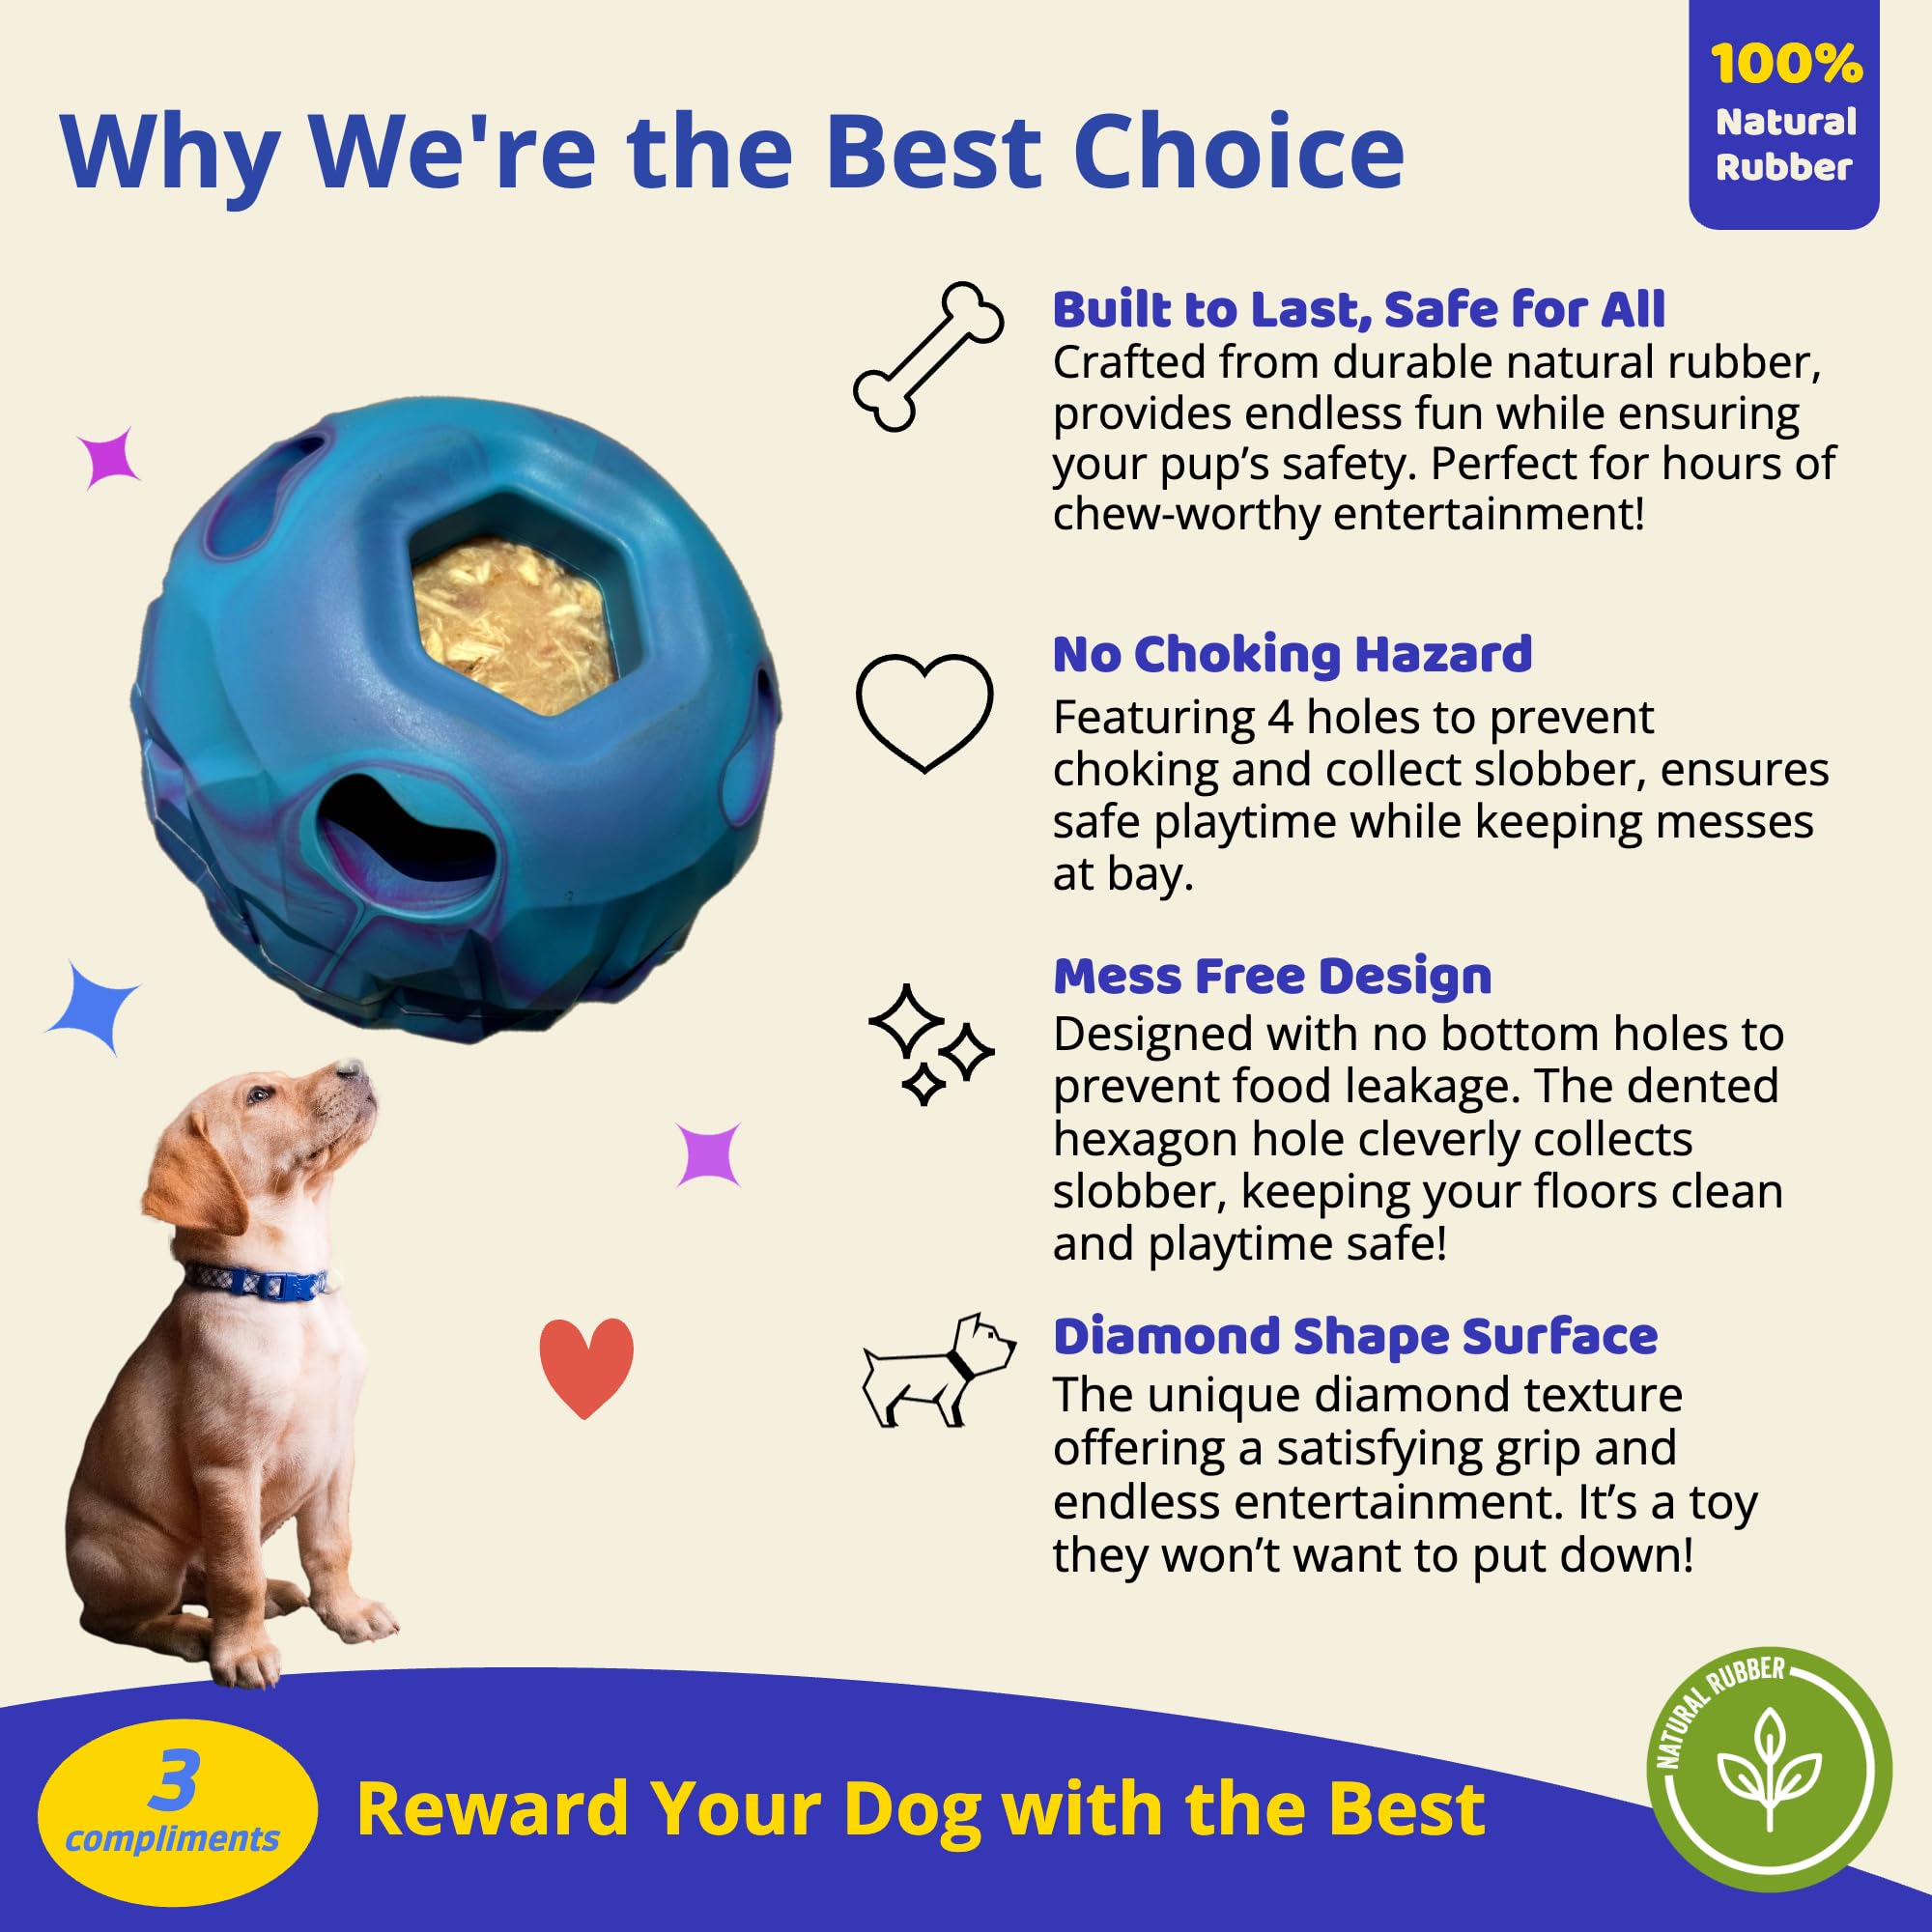 Why We're the Best Choice
100%
Natural
Rubber
Built to Last, Safe for All
Crafted from durable natural rubber,
provides endless fun while ensuring
your pup’s safety. Perfect for hours of
chew-worthy entertainment!
No Choking Hazard
Featuring 4 holes to prevent
choking and collect slobber, ensures
safe playtime while keeping messes
at bay.
Mess Free Design
Designed with no bottom holes to
prevent food leakage. The dented
hexagon hole cleverly collects
slobber, keeping your floors clean
and playtime safe!
Diamond Shape Surface
The unique diamond texture
offering a satisfying grip and
endless entertainment. It’s a toy
they won’t want to put down!
NATURAL RUBBER
3
compliments
Reward Your Dog with the Best